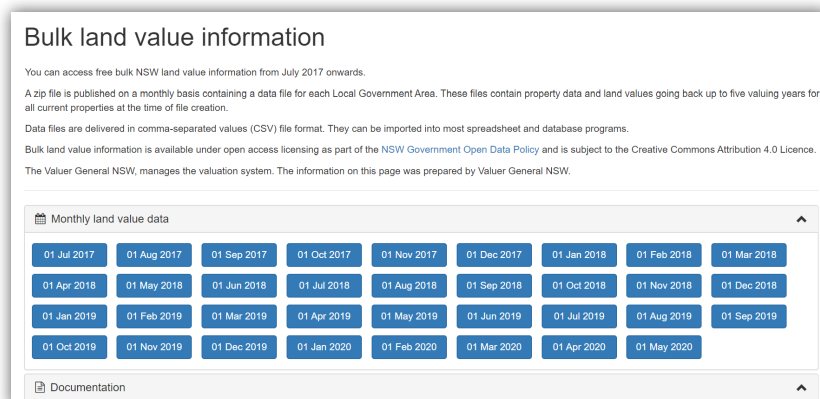 Bulk land value information
You can access free bulk NSW land value information from July 2017 onwards.
A zip file is published on a monthly basis containing a data file for each Local Government Area. These files contain property data and land values going back up to five valuing years for
all current properties at the time of file creation.
Data files are delivered in comma-separated values (CSV) file format. They can be imported into most spreadsheet and database programs.
Bulk land value information is available under open access licensing as part of the NSW Government Open Data Policy and is subject to the Creative Commons Attribution 4.0 Licence.
The Valuer General NSW, manages the valuation system. The information on this page was prepared by Valuer General NSW.
Monthly land value data
01 Jul 2017 01 Aug 2017 01 Sep 2017 01 Oct 2017 01 Nov 2017 01 Dec 2017 01 Jan 2018 01 Feb 2018 01 Mar 2018
01 Apr 2018 01 May 2018 01 Jun 2018 01 Jul 2018 01 Aug 2018 01 Sep 2018 01 Oct 2018 01 Nov 2018 01 Dec 2018
01 Jan 2019 01 Feb 2019 01 Mar 2019 01 Apr 2019 01 May 2019 01 Jun 2019 01 Jul 2019 01 Aug 2019 01 Sep 2019
01 Oct 2019 01 Nov 2019 01 Dec 2019 01 Jan 2020 01 Feb 2020 01 Mar 2020 01 Apr 2020 01 May 2020
Documentation